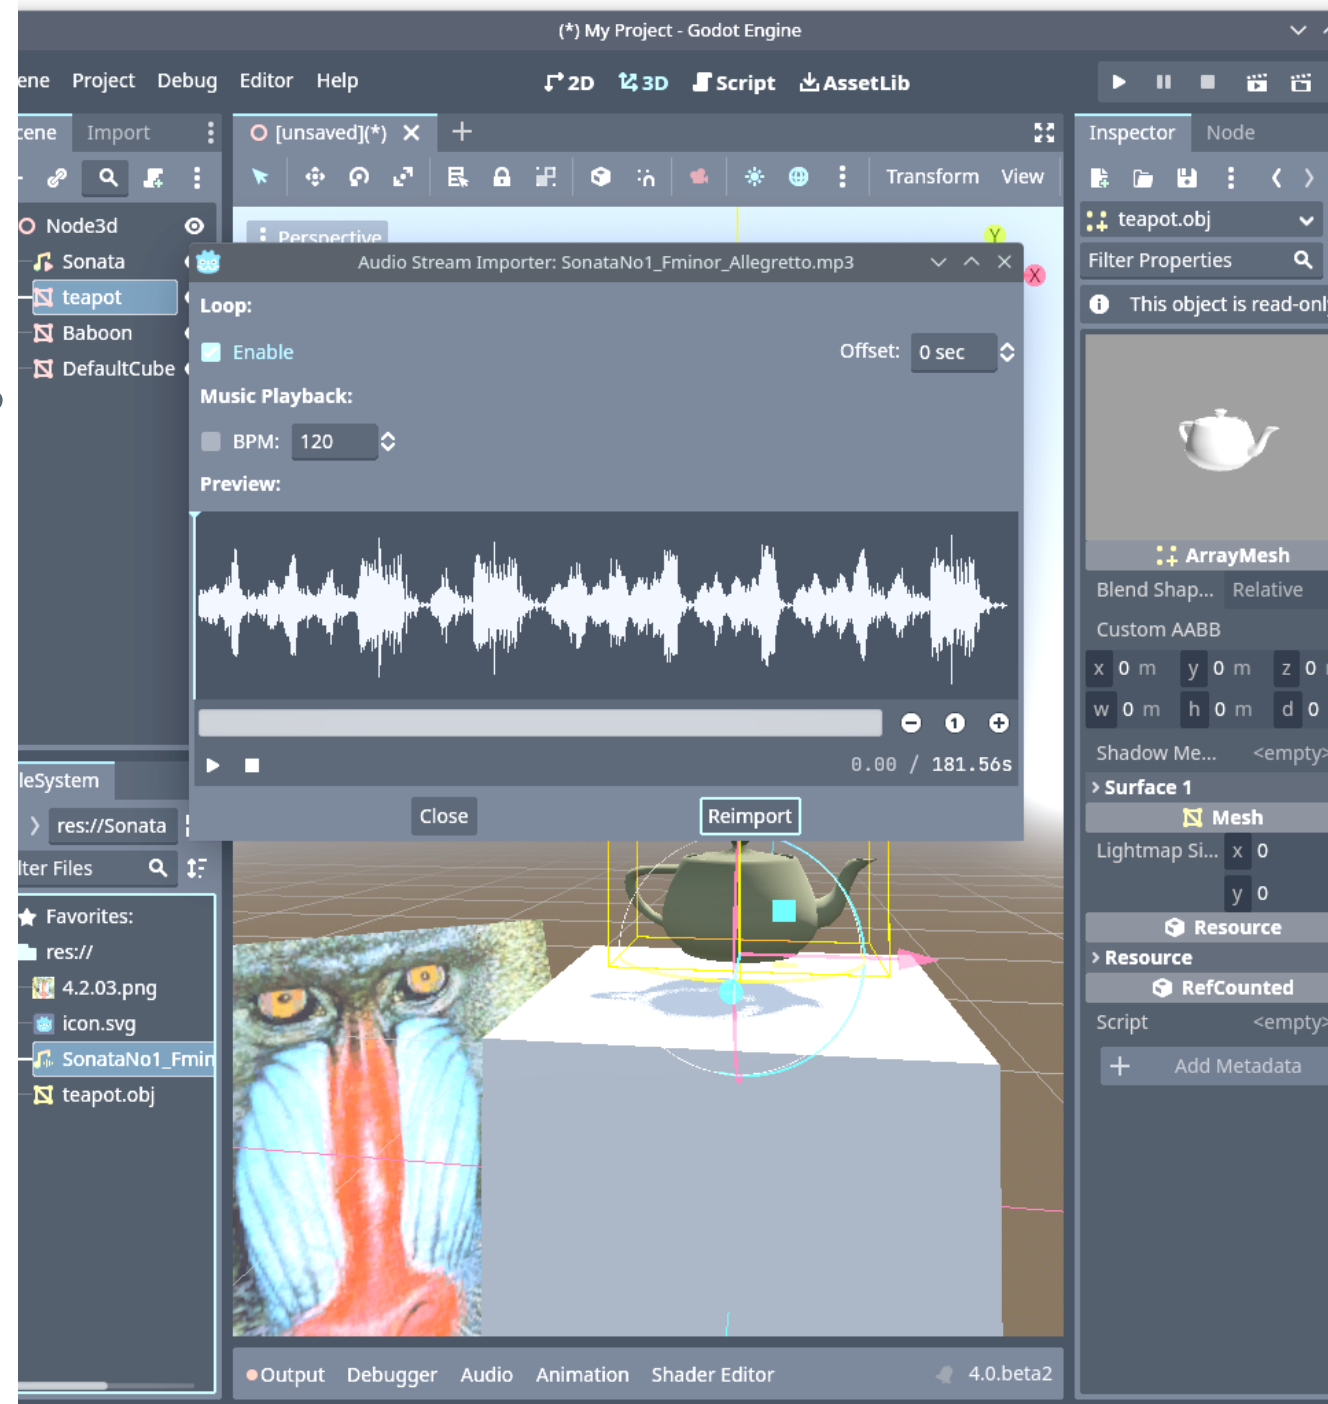 (*) My Project - Godot Engine
ene Project Debug Editor Help 2D 3D Script AssetLib
cene Import
[unsaved](*)
Inspector Node
Transform View
Node3d
Sonata
teapot
Baboon
DefaultCube
Perspective
Y
X
Audio Stream Importer: SonataNo1_Fminor_Allegretto.mp3
Loop:
Enable
Offset: 0 sec
Music Playback:
BPM: 120
Preview:
1
0.00 / 181.56s
Close Reimport
leSystem
res://Sonata
lter Files
Favorites:
res://
4.2.03.png
icon.svg
SonataNo1_Fmin
teapot.obj
Output Debugger Audio Animation Shader Editor 4.0.beta2
teapot.obj
Filter Properties
This object is read-onl
ArrayMesh
Blend Shap... Relative
Custom AABB
x 0 m y 0 m z 0
w 0 m h 0 m d 0
Shadow Me... <empty>
Surface 1
Mesh
Lightmap Si... x 0
y 0
Resource
Resource
RefCounted
Script <empty>
Add Metadata